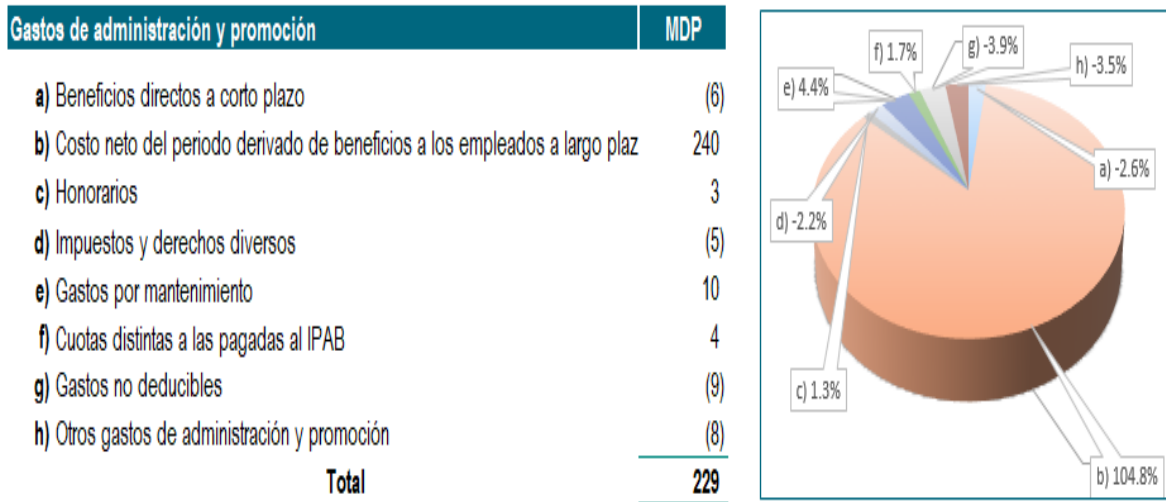 Gastos de administración y promoción MDP
a) Beneficios directos a corto plazo (6)
b) Costo neto del periodo derivado de beneficios a los empleados a largo plaz 240
c) Honorarios 3
d) Impuestos y derechos diversos (5)
e) Gastos por mantenimiento 10
f) Cuotas distintas a las pagadas al IPAB 4
g) Gastos no deducibles (9)
h) Otros gastos de administración y promoción (8)
Total 229
f) 1.7%
g) -3.9%
h) -3.5%
e) 4.4%
a) -2.6%
d) -2.2%
c) 1.3%
b) 104.8%